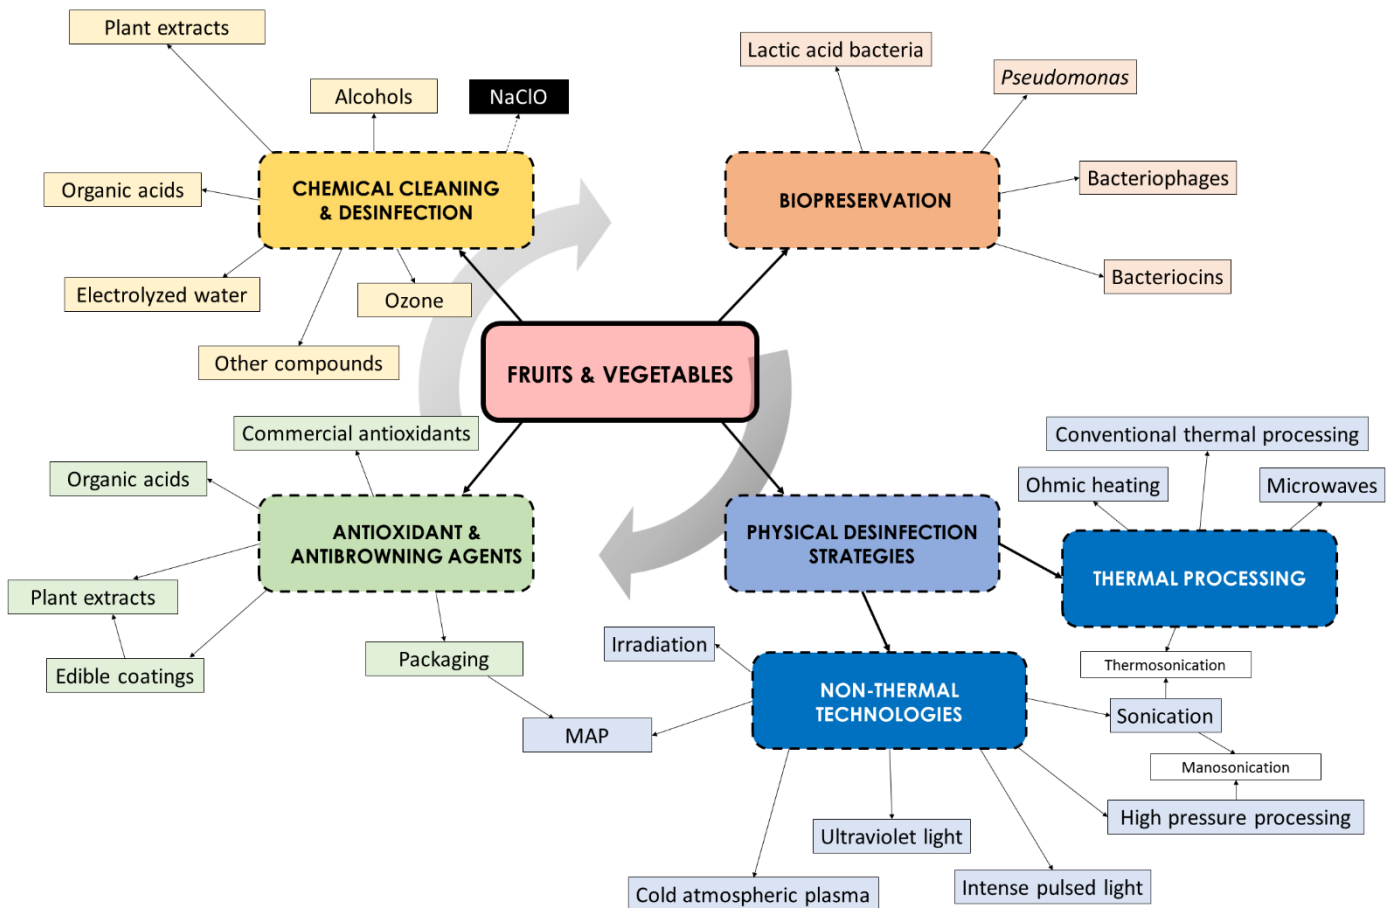 Plant extracts
Alcohols
NaClO
Organic acids
CHEMICAL CLEANING
& DESINFECTION
Electrolyzed water
Ozone
Other compounds
Lactic acid bacteria
Pseudomonas
BIOPRESERVATION
Bacteriophages
Bacteriocins
FRUITS & VEGETABLES
Commercial antioxidants
Organic acids
ANTIOXIDANT &
ANTIBROWNING AGENTS
Plant extracts
Edible coatings
Packaging
MAP
PHYSICAL DESINFECTION
STRATEGIES
Conventional thermal processing
Ohmic heating
Microwaves
THERMAL PROCESSING
Thermosonication
Irradiation
NON-THERMAL
TECHNOLOGIES
Sonication
Manosonication
High pressure processing
Ultraviolet light
Cold atmospheric plasma
Intense pulsed light